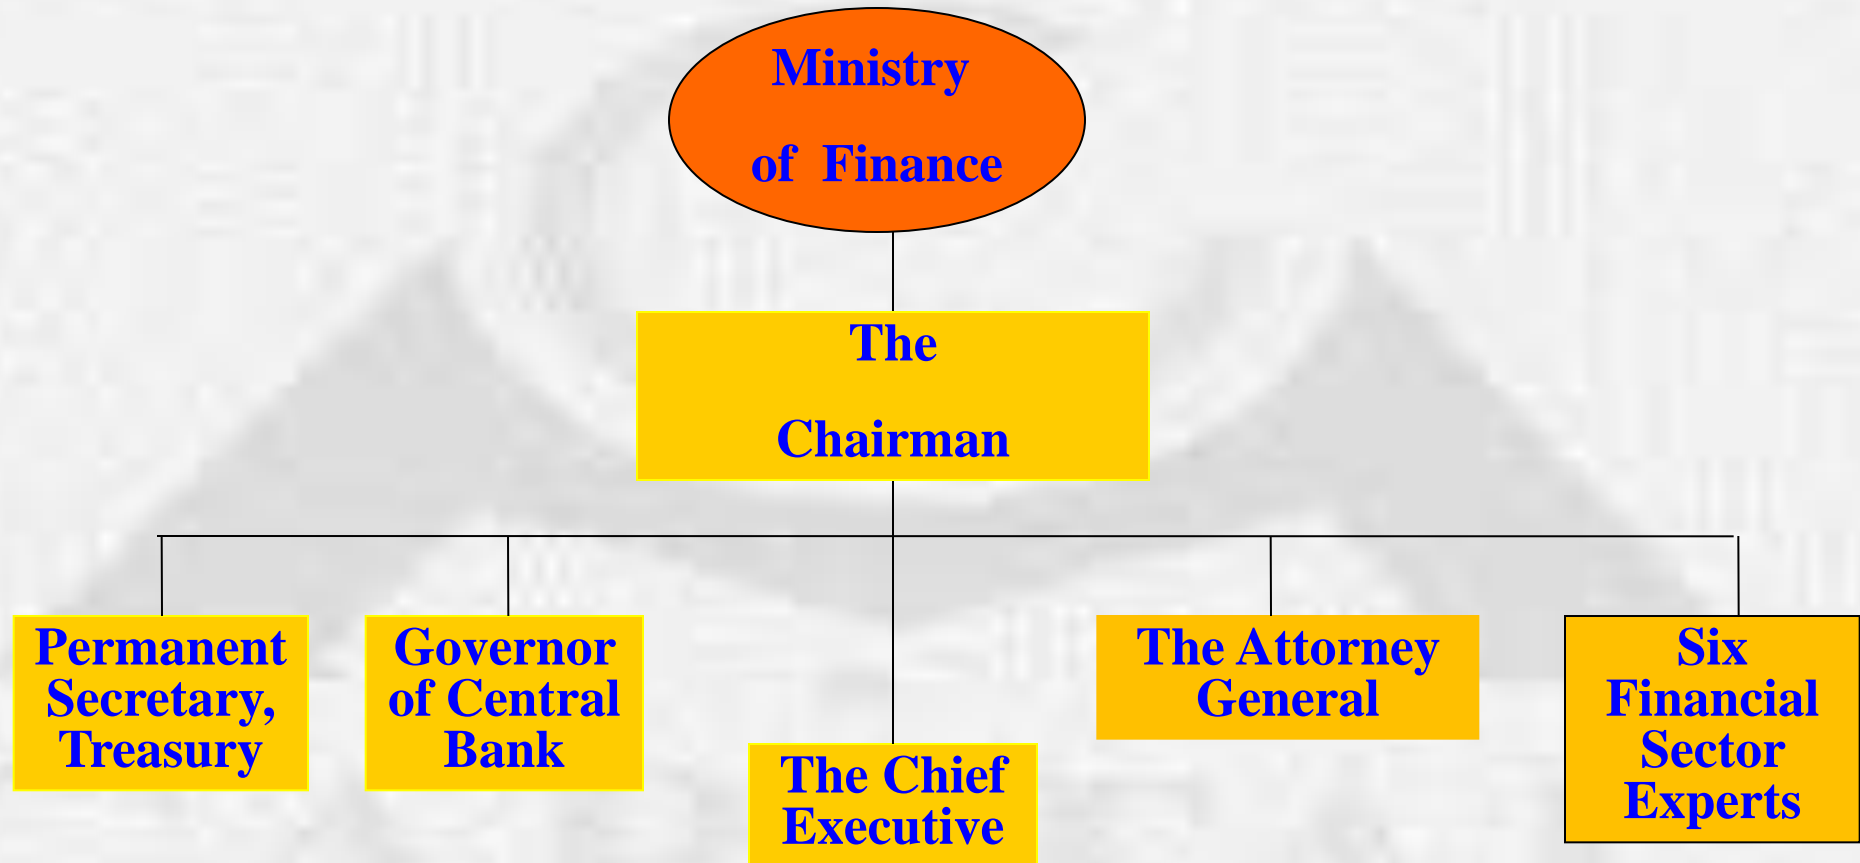 Ministry
of Finance
The
Chairman
Permanent
Secretary,
Treasury
Governor
of Central
Bank
The Chief
Executive
The Attorney
General
Six
Financial
Sector
Experts